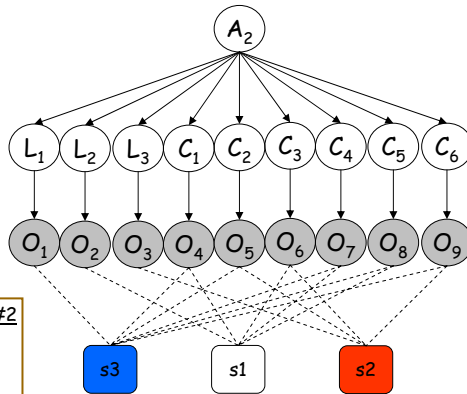 A2
L1 L2 L3 C1 C2 C3 C4 C5 C6
O1 O2 O3 O4 O5 O6 O7 O8 O9
#2
s3 s1 s2